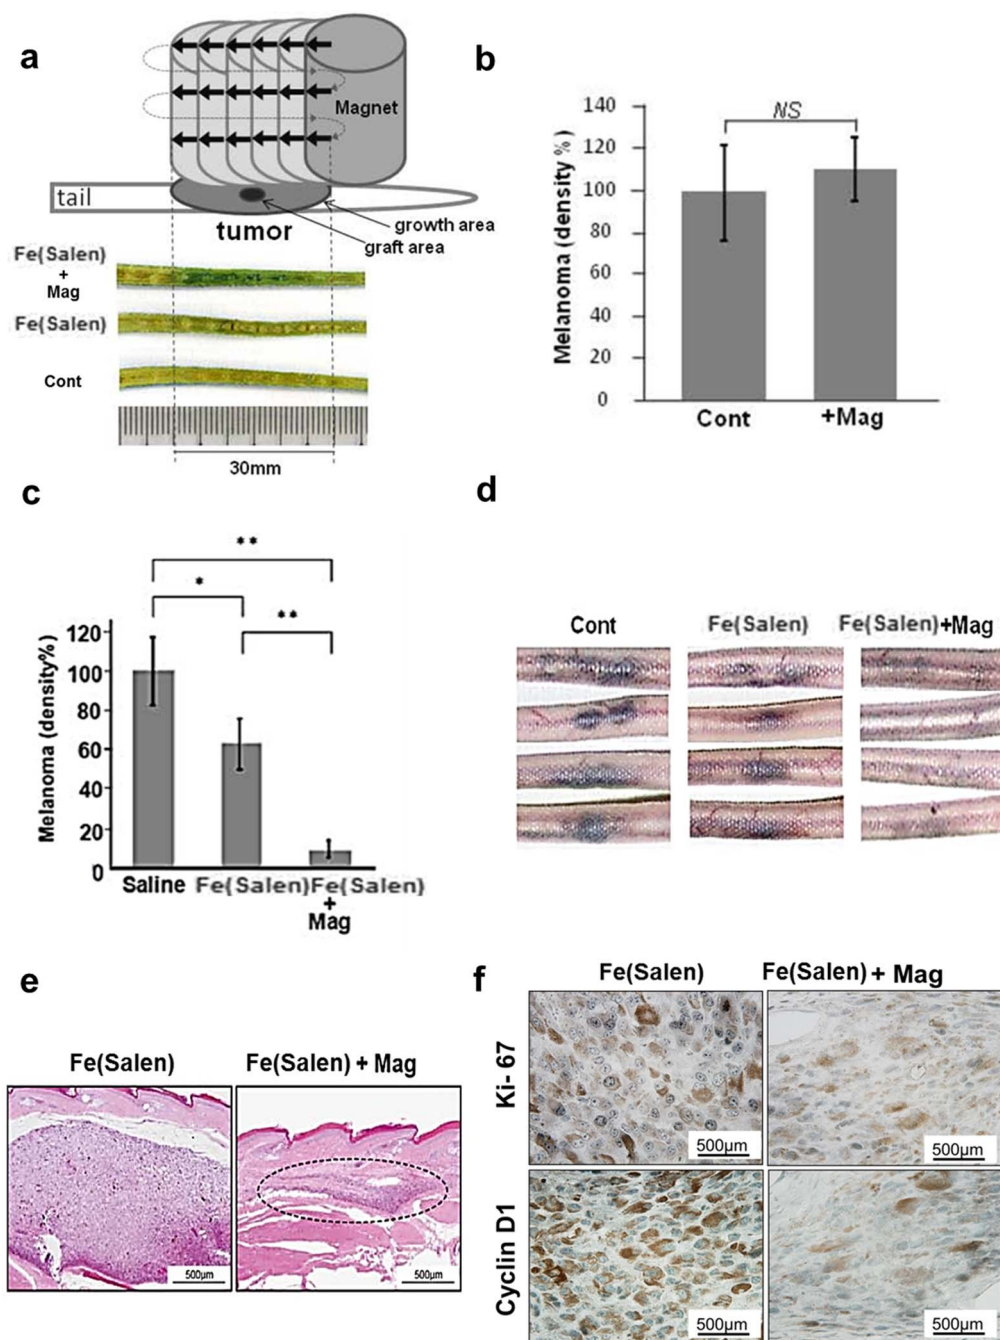 a
Magnet
tail
growth area
graft area
tumor
Fe(Salen)
+
Mag
Fe(Salen)
Cont
30mm
b
Melanoma (density %)
140
120
100
80
60
40
20
0
NS
Cont
+Mag
c
**
*
**
Melanoma (density%)
120
100
80
60
40
20
0
Saline
Fe(Salen)
Fe(Salen)
+
Mag
d
Cont
Fe(Salen)
Fe(Salen)+Mag
e
Fe(Salen)
Fe(Salen) + Mag
500µm
500µm
f
Fe(Salen)
Fe(Salen) + Mag
Ki- 67
500µm
500µm
Cyclin D1
500µm
500µm